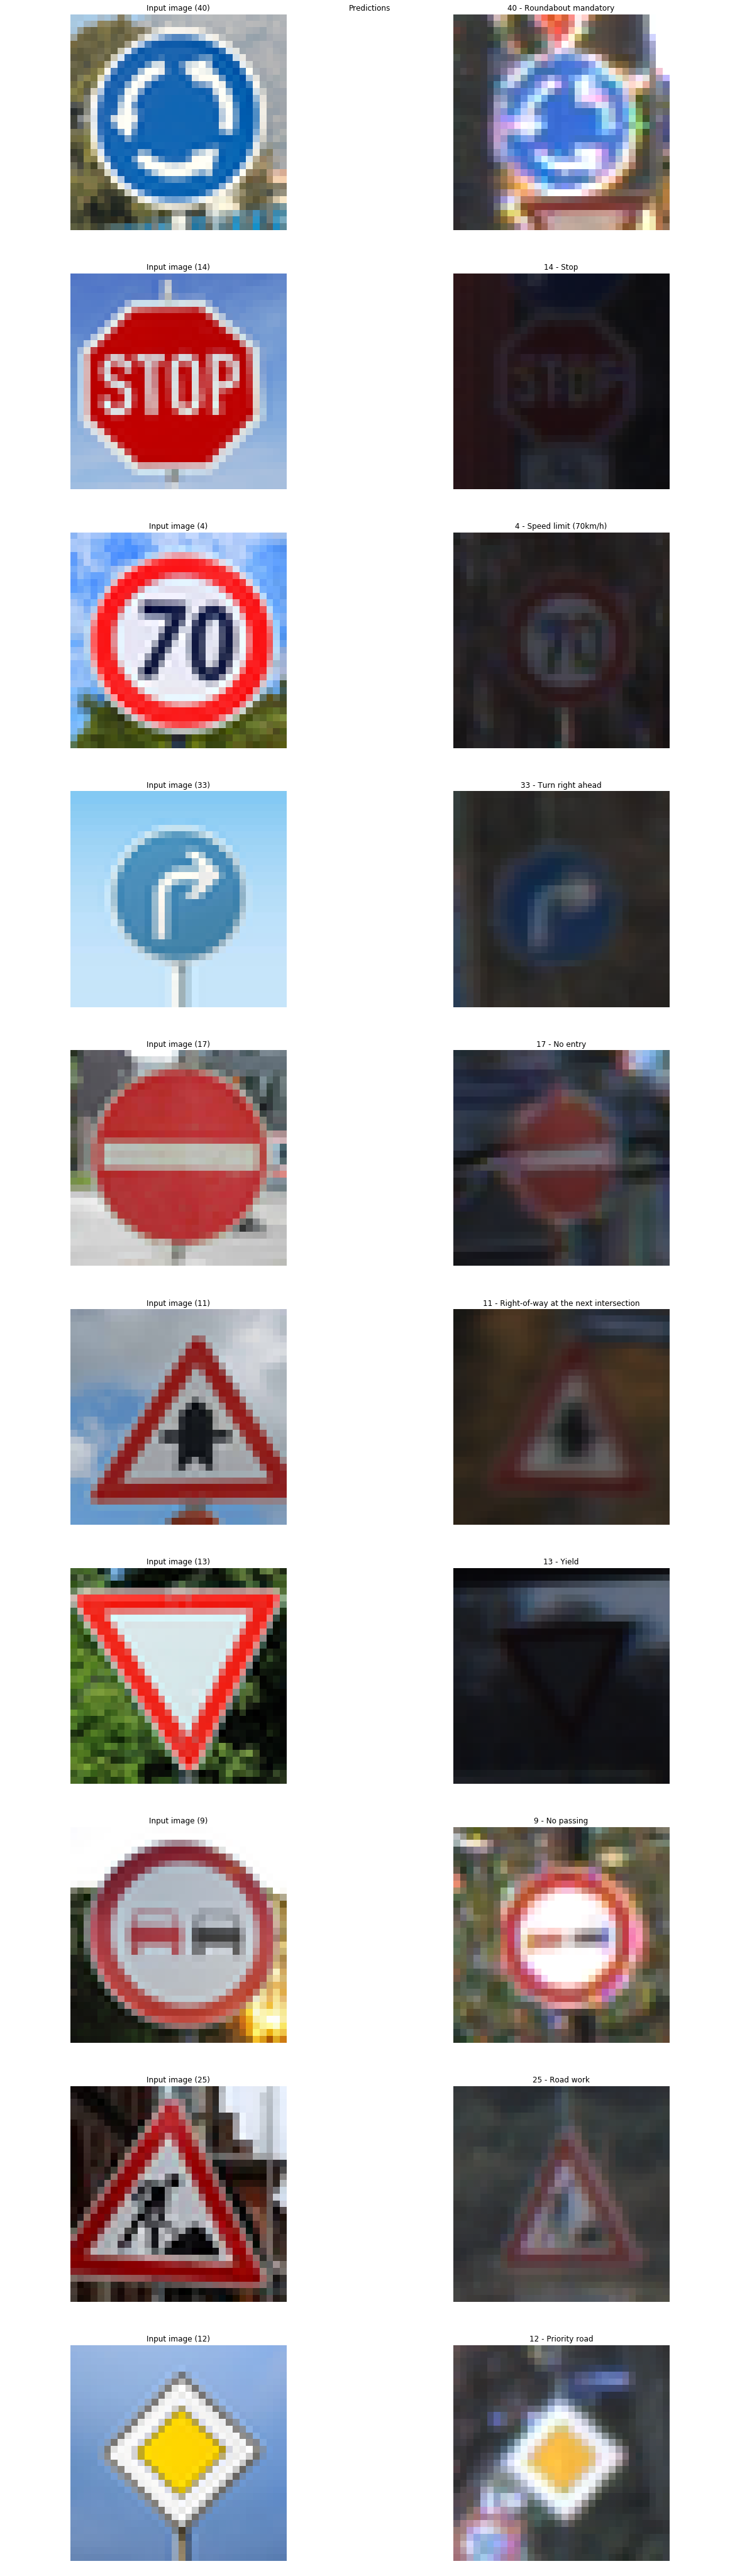 Predictions
Input image (40)
40 - Roundabout mandatory
Input image (14)
14 - Stop
STOP
STOP
Input image (4)
4 - Speed limit (70km/h)
70
70
Input image (33)
33 - Turn right ahead
Input image (17)
17 - No entry
Input image (11)
11 - Right-of-way at the next intersection
Input image (13)
13 - Yield
Input image (9)
9 - No passing
Input image (25)
25 - Road work
Input image (12)
12 - Priority road